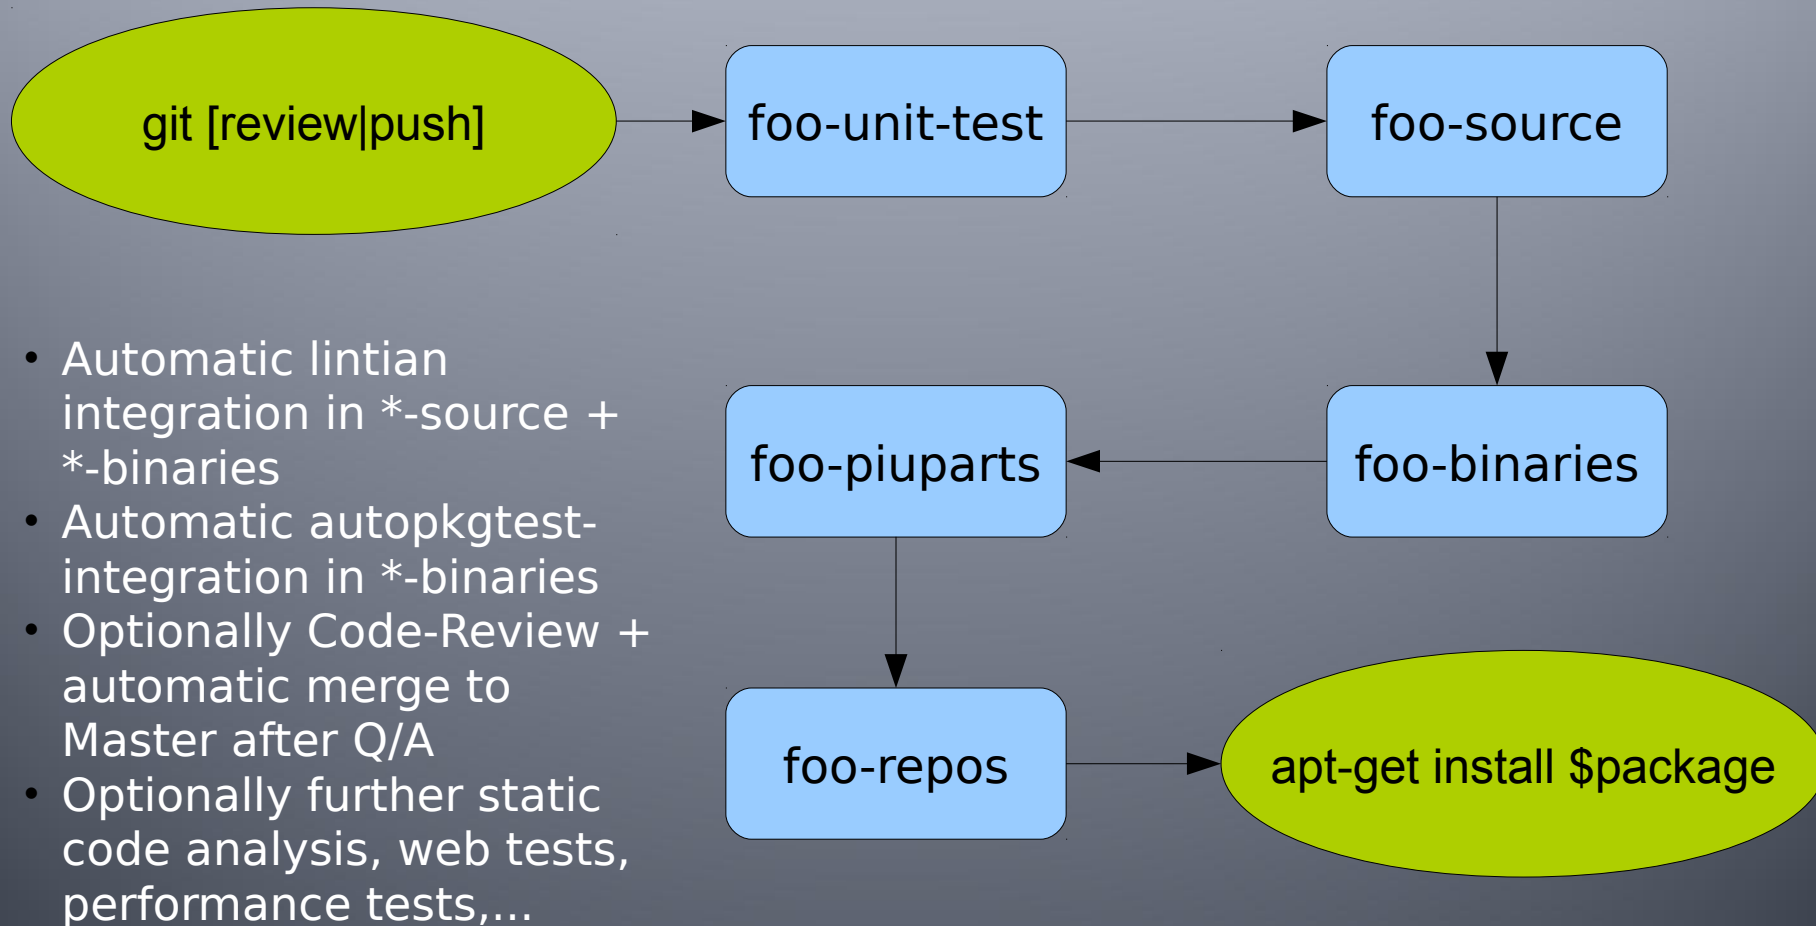 git [review|push]
foo-unit-test
foo-source
foo-piuparts
foo-binaries
foo-repos
apt-get install $package
• Automatic lintian
integration in *-source +
*-binaries
• Automatic autopkgtest-
integration in *-binaries
• Optionally Code-Review +
automatic merge to
Master after Q/A
• Optionally further static
code analysis, web tests,
performance tests,...